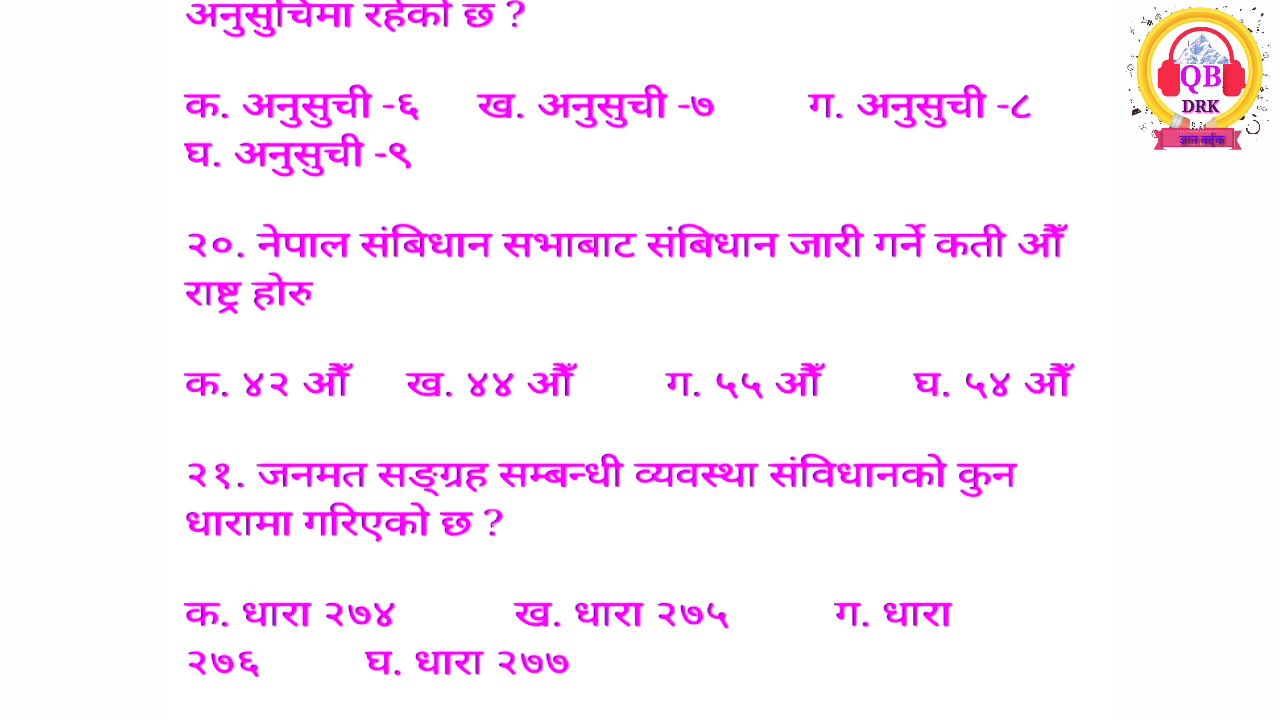 अनुसुचिमा रहेको छ ?
क. अनुसुची -६ ख. अनुसुची -७ ग. अनुसुची -८
घ. अनुसुची -९
२०. नेपाल संबिधान सभाबाट संबिधान जारी गर्ने कती औँ
राष्ट्र होरु
क. ४२ औँ ख. ४४ औँ ग. ५५ औँ घ. ५४ औँ
२१. जनमत सङ्ग्रह सम्बन्धी व्यवस्था संविधानको कुन
धारामा गरिएको छ ?
क. धारा २७४ ख. धारा २७५ ग. धारा
२७६ घ. धारा २७७
QB
DRK